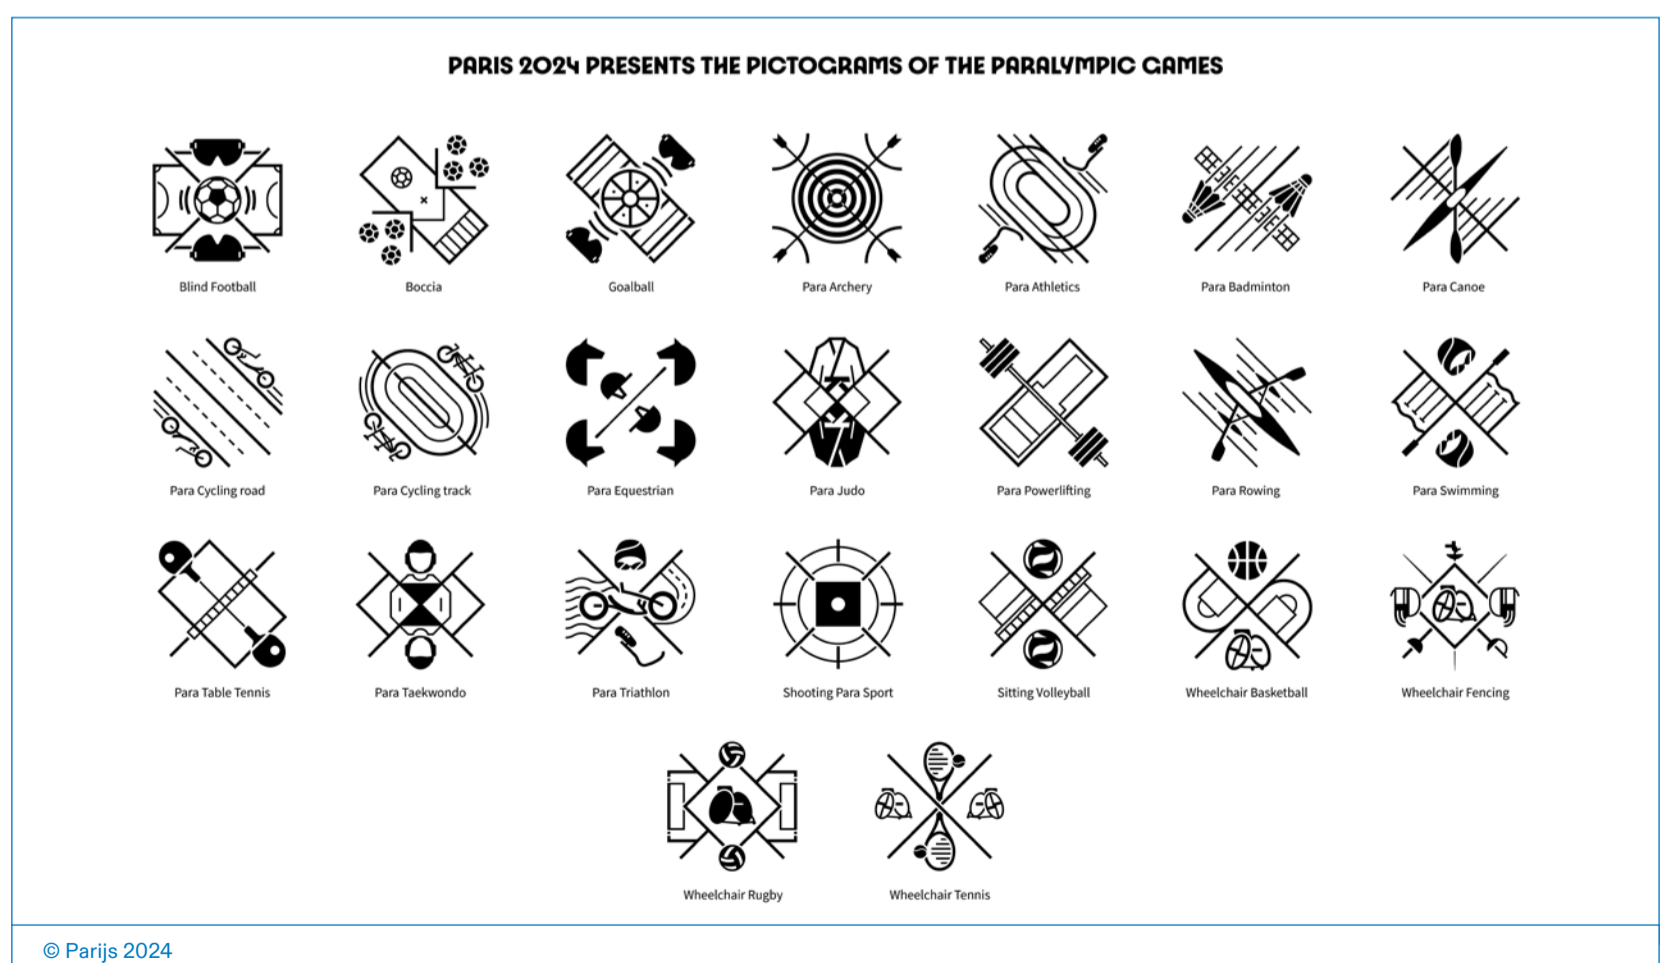 PARIS 2024 PRESENTS THE PICTOGRAMS OF THE PARALYMPIC GAMES
Blind Football
Boccia
Goalball
Para Archery
Para Athletics
Para Badminton
Para Canoe
Para Cycling road
Para Cycling track
Para Equestrian
Para Judo
Para Powerlifting
Para Rowing
Para Swimming
Para Table Tennis
Para Taekwondo
Para Triathlon
Shooting Para Sport
Sitting Volleyball
Wheelchair Basketball
Wheelchair Fencing
Wheelchair Rugby
Wheelchair Tennis
© Parijs 2024